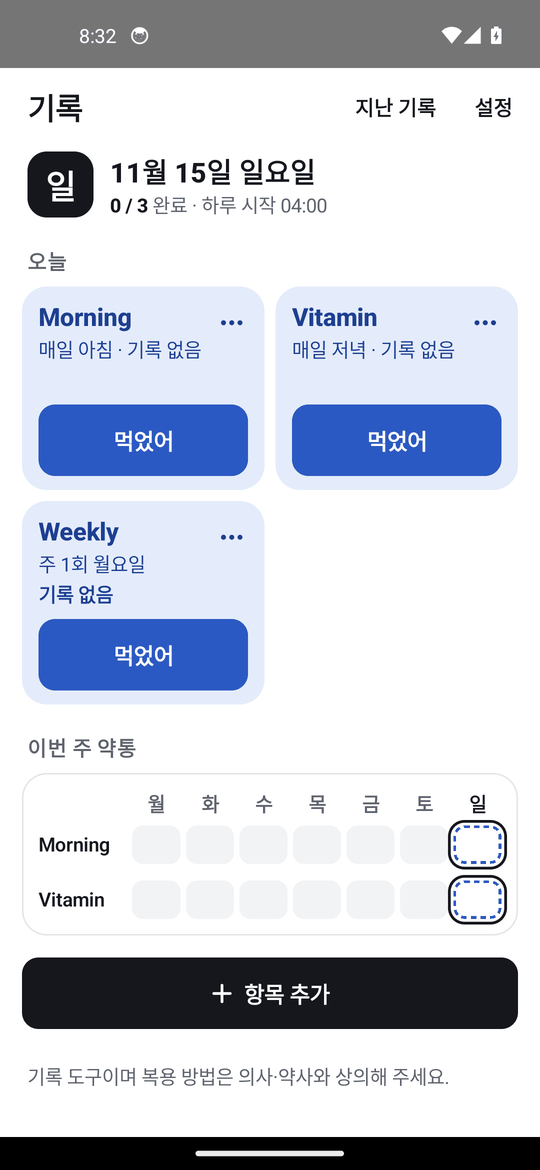 8:32
기록
지난 기록
설정
일
11월 15일 일요일
0 / 3 완료 · 하루 시작 04:00
오늘
Morning
매일 아침 · 기록 없음
먹었어
Vitamin
매일 저녁 · 기록 없음
먹었어
Weekly
주 1회 월요일
기록 없음
먹었어
이번 주 약통
월 화 수 목 금 토 일
Morning
Vitamin
+ 항목 추가
기록 도구이며 복용 방법은 의사·약사와 상의해 주세요.